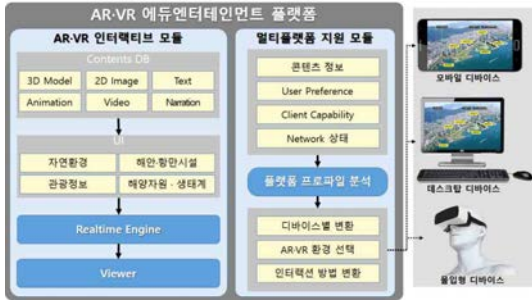 AR·VR 에듀엔터테인먼트 플랫폼
AR·VR 인터랙티브 모듈
Contents DB
3D Model
2D Image
Text
Animation
Video
Narration
UI
자연환경
해안·항만시설
관광정보
해양자원·생태계
Realtime Engine
Viewer
멀티플랫폼 지원 모듈
콘텐츠 정보
User Preference
Client Capability
Network 상태
플랫폼 프로파일 분석
디바이스별 변환
AR·VR 환경 선택
인터랙션 방법 변환
모바일 디바이스
데스크탑 디바이스
몰입형 디바이스